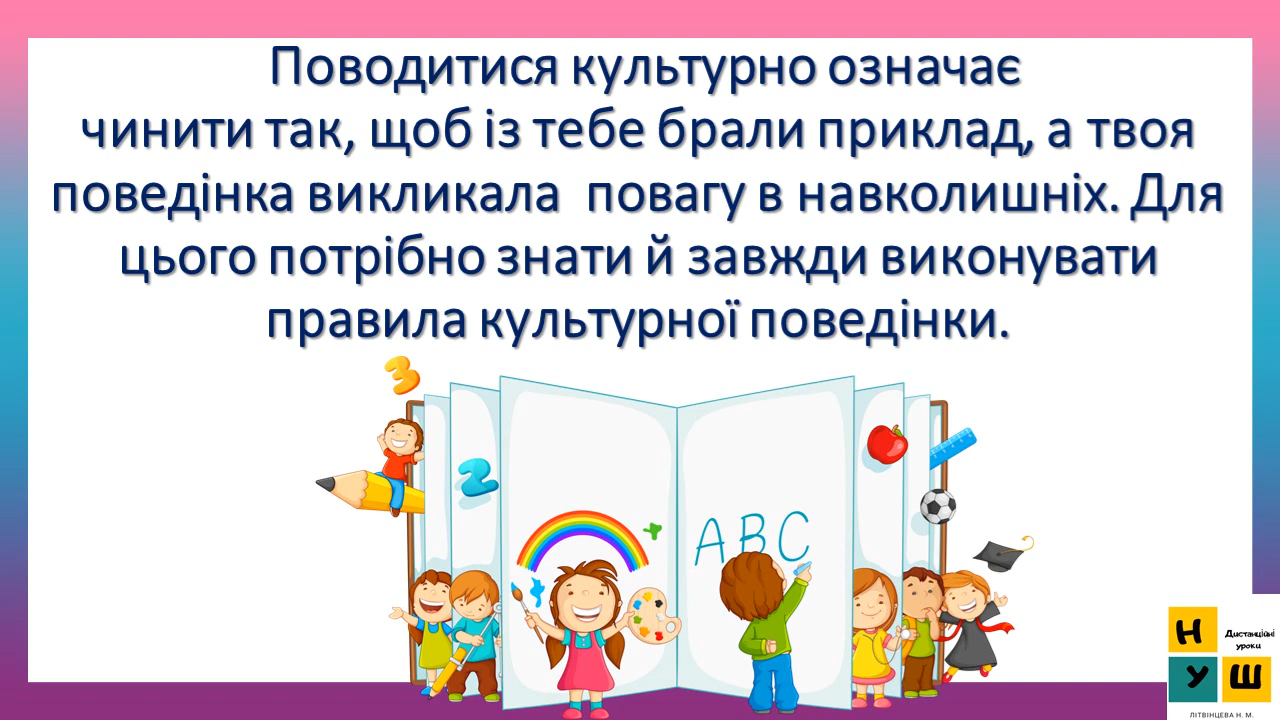 Поводитися культурно означає
чинити так, щоб із тебе брали приклад, а твоя
поведінка викликала  повагу в навколишніх. Для
цього потрібно знати й завжди виконувати
правила культурної поведінки.
3
2
ABC
Н
У Ш
Дистанційні
уроки
ЛІТВІНЦЕВА Н. М.